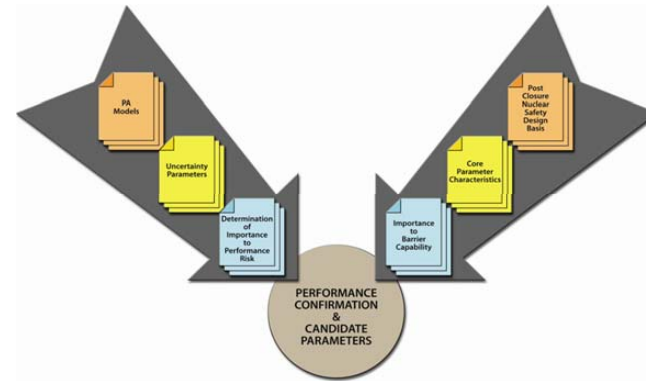 PA
Models
Uncertainty
Parameters
Determination
of
Importance
to
Performance
Risk
Post
Closure
Nuclear
Safety
Design
Basis
Core
Parameter
Characteristics
Importance
to
Barrier
Capability
PERFORMANCE
CONFIRMATION
&
CANDIDATE
PARAMETERS